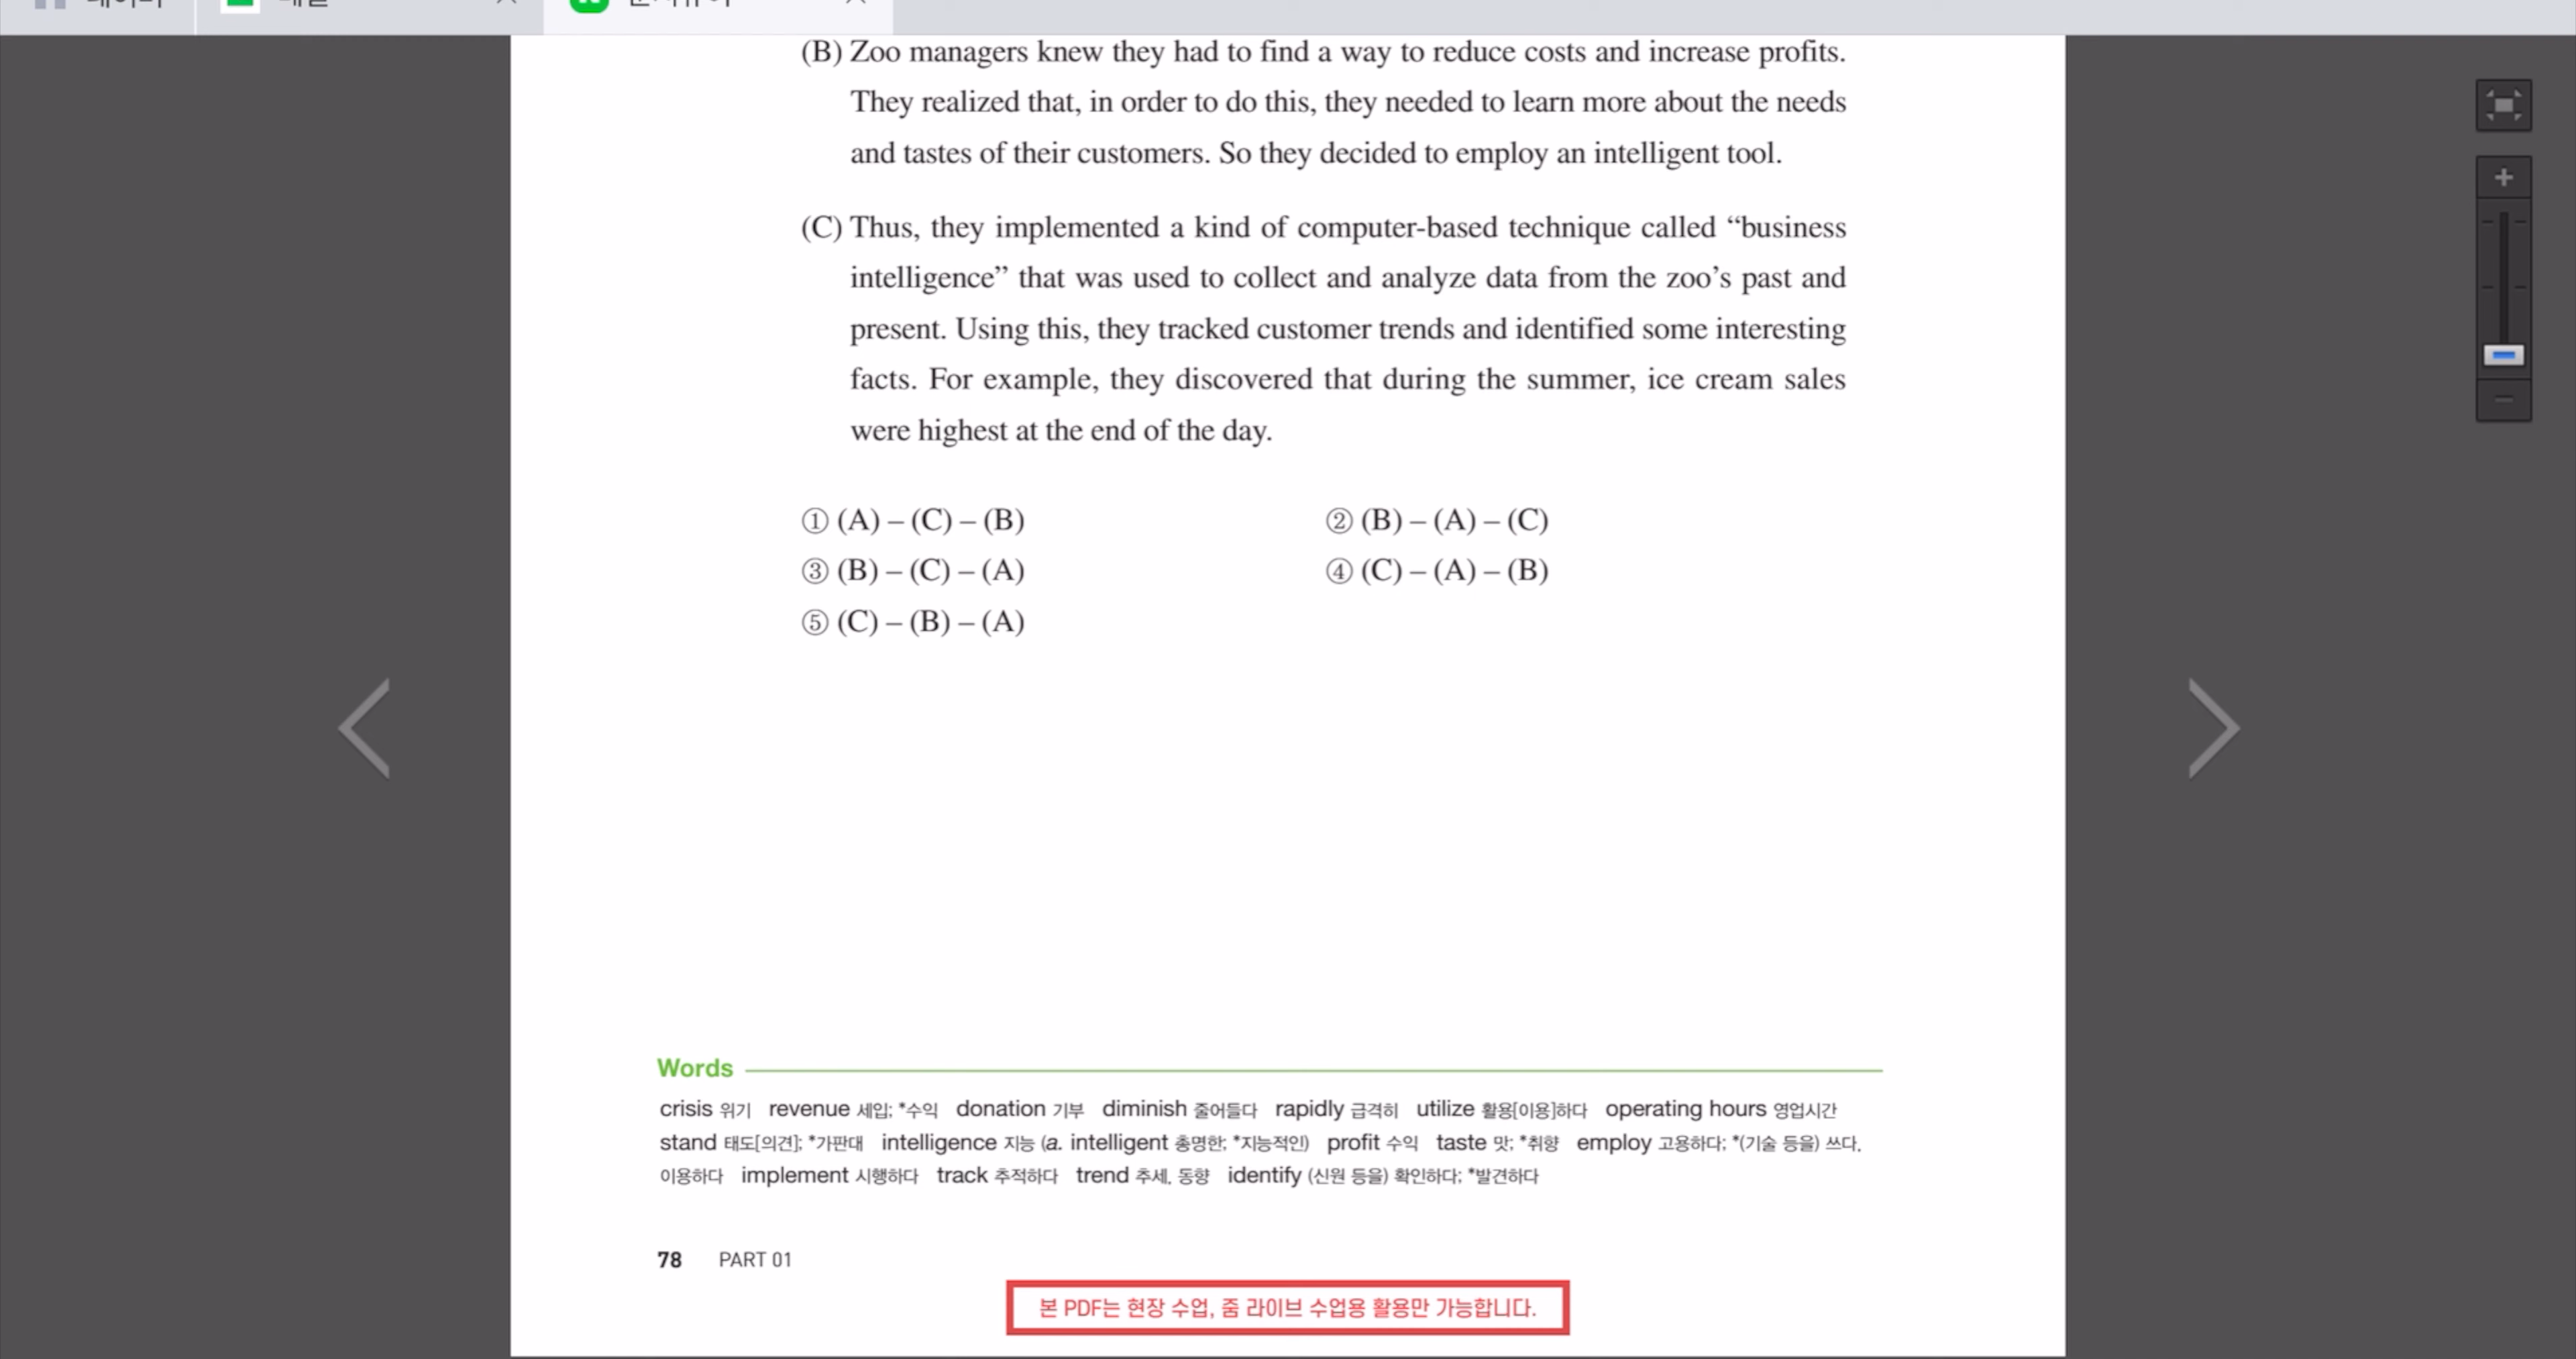 (B) Zoo managers knew they had to find a way to reduce costs and increase profits.
They realized that, in order to do this, they needed to learn more about the needs
and tastes of their customers. So they decided to employ an intelligent tool.
(C) Thus, they implemented a kind of computer-based technique called “business
intelligence” that was used to collect and analyze data from the zoo’s past and
present. Using this, they tracked customer trends and identified some interesting
facts. For example, they discovered that during the summer, ice cream sales
were highest at the end of the day.
① (A) – (C) – (B) ② (B) – (A) – (C)
③ (B) – (C) – (A) ④ (C) – (A) – (B)
⑤ (C) – (B) – (A)
Words
crisis 위기 revenue 세입; *수익 donation 기부 diminish 줄어들다 rapidly 급격히 utilize 활용[이용]하다 operating hours 영업시간
stand 태도[의견]; *가판대 intelligence 지능 (a. intelligent 총명한; *지능적인) profit 수익 taste 맛; *취향 employ 고용하다; *(기술 등을) 쓰다,
이용하다 implement 시행하다 track 추적하다 trend 추세, 동향 identify (신원 등을) 확인하다; *발견하다
78 PART 01
본 PDF는 현장 수업, 줌 라이브 수업용 활용만 가능합니다.